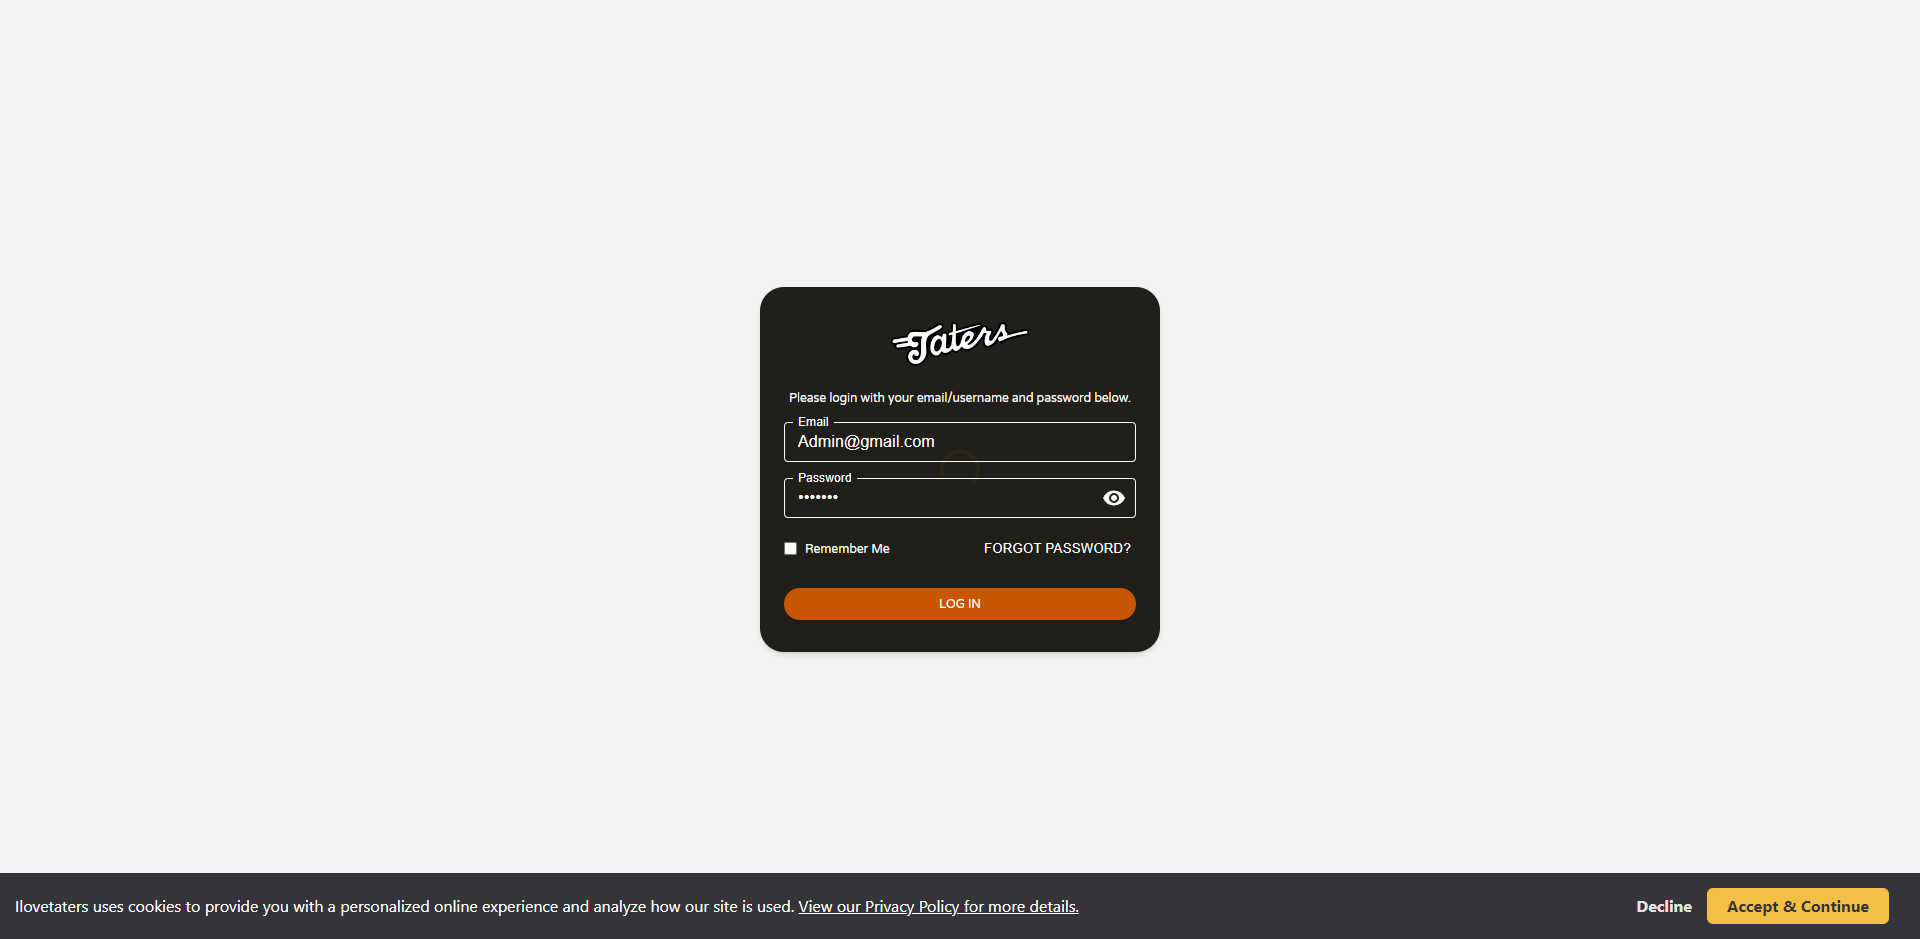 Taters
Please login with your email/username and password below.
Email
Admin@gmail.com
Password
•••••••
Remember Me
FORGOT PASSWORD?
LOG IN
Ilovetaters uses cookies to provide you with a personalized online experience and analyze how our site is used. View our Privacy Policy for more details.
Decline
Accept & Continue